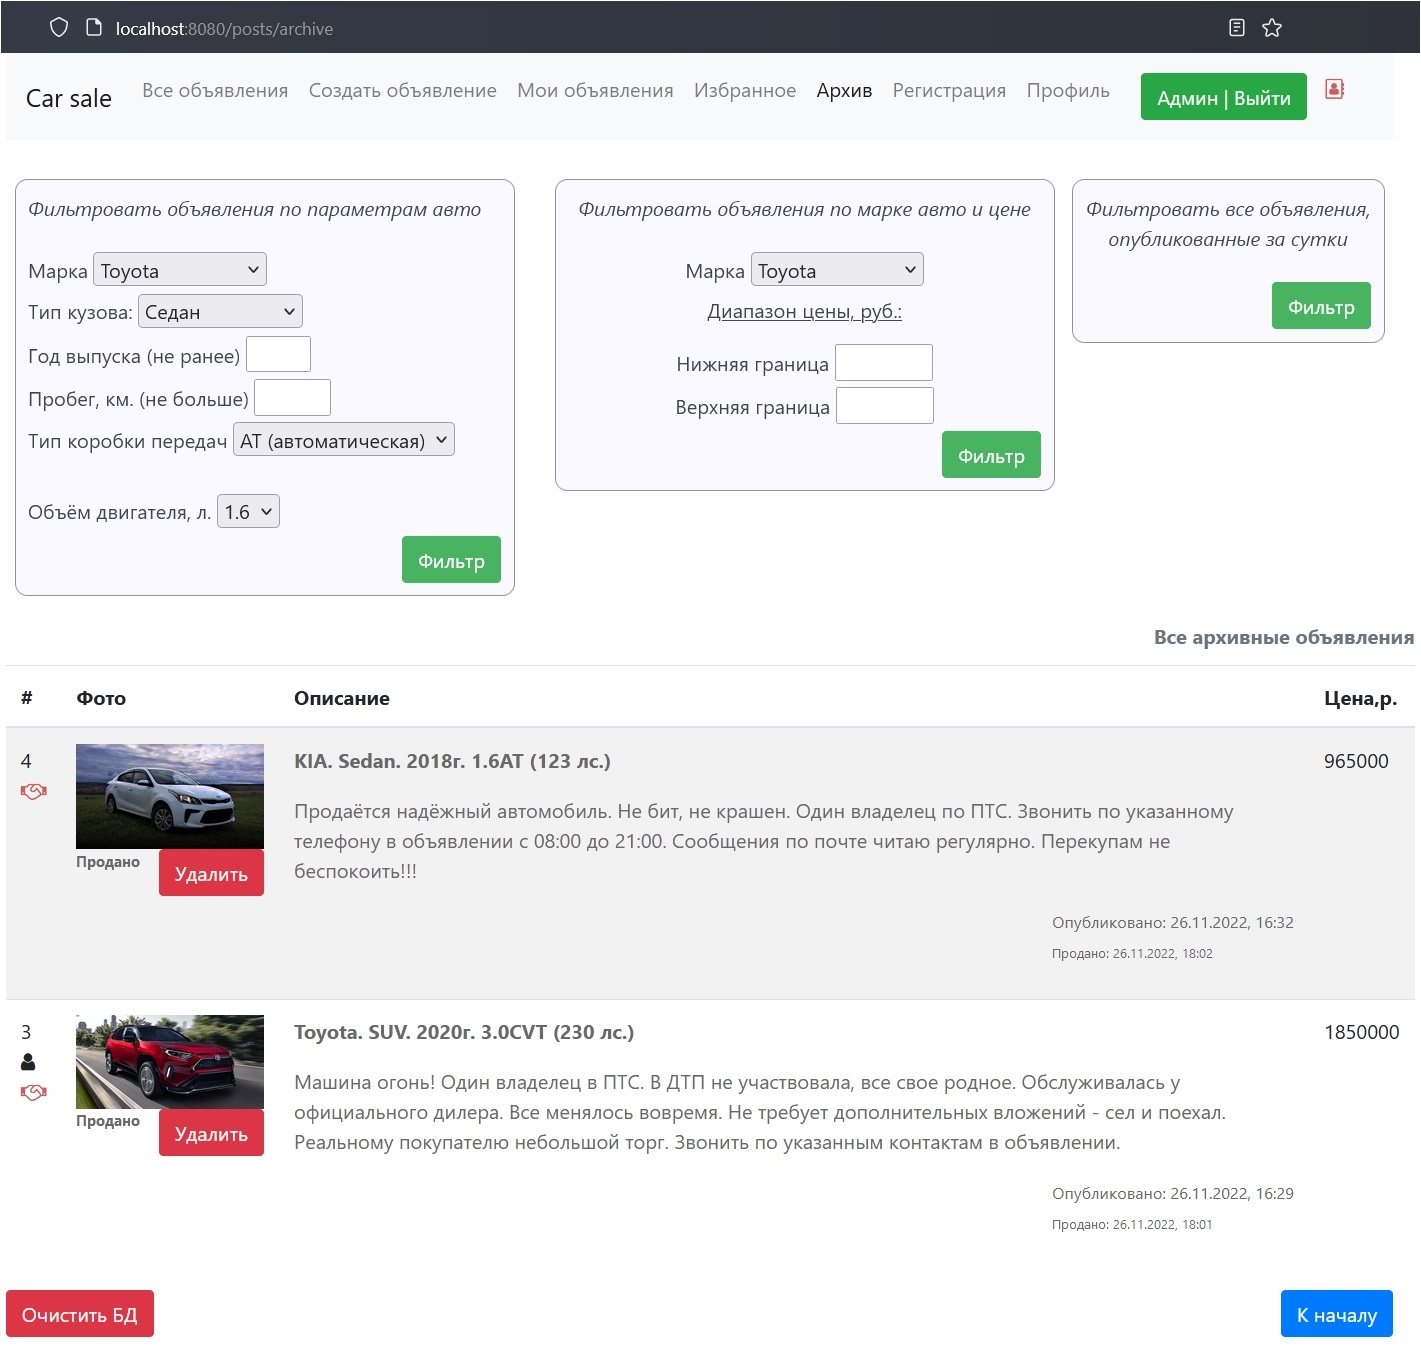 localhost:8080/posts/archive
Car sale
Все объявления
Создать объявление
Мои объявления
Избранное
Архив
Регистрация
Профиль
Админ | Выйти
Фильтровать объявления по параметрам авто
Марка Toyota
Тип кузова: Седан
Год выпуска (не ранее)
Пробег, км. (не больше)
Тип коробки передач AT (автоматическая)
Объём двигателя, л. 1.6
Фильтр
Фильтровать объявления по марке авто и цене
Марка Toyota
Диапазон цены, руб.:
Нижняя граница
Верхняя граница
Фильтр
Фильтровать все объявления,
опубликованные за сутки
Фильтр
Все архивные объявления
# Фото Описание Цена,р.
4
KIA. Sedan. 2018г. 1.6AT (123 лс.)
965000
Продаётся надёжный автомобиль. Не бит, не крашен. Один владелец по ПТС. Звонить по указанному
телефону в объявлении с 08:00 до 21:00. Сообщения по почте читаю регулярно. Перекупам не
беспокоить!!!
Продано
Удалить
Опубликовано: 26.11.2022, 16:32
Продано: 26.11.2022, 18:02
3
Toyota. SUV. 2020г. 3.0CVT (230 лс.)
1850000
Машина огонь! Один владелец в ПТС. В ДТП не участвовала, все свое родное. Обслуживалась у
официального дилера. Все менялось вовремя. Не требует дополнительных вложений - сел и поехал.
Реальному покупателю небольшой торг. Звонить по указанным контактам в объявлении.
Продано
Удалить
Опубликовано: 26.11.2022, 16:29
Продано: 26.11.2022, 18:01
Очистить БД
К началу